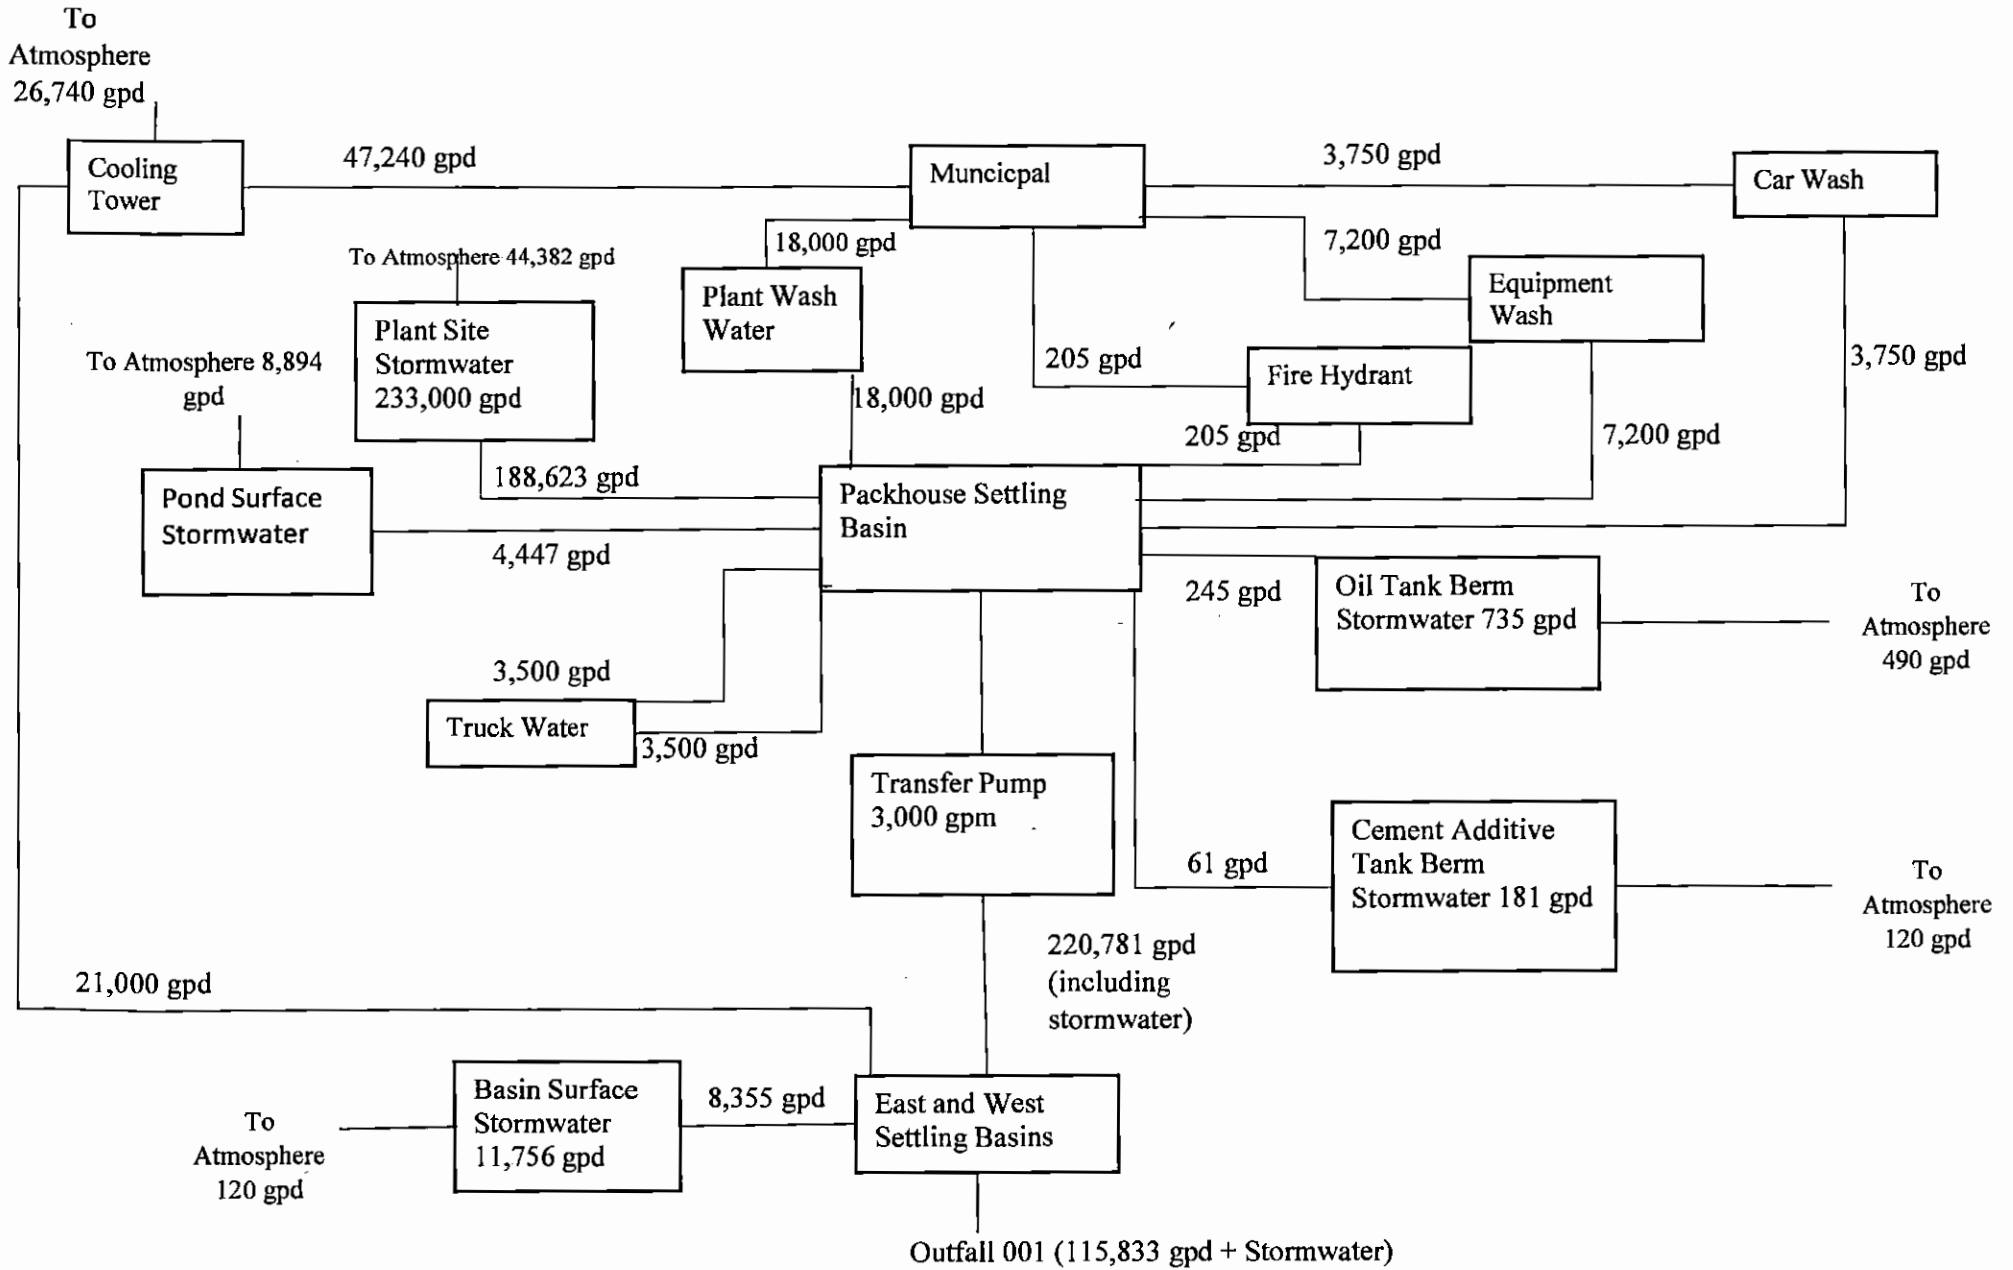 To
Atmosphere
26,740 gpd
Cooling
Tower
47,240 gpd
Muncicpal
3,750 gpd
Car Wash
18,000 gpd
7,200 gpd
To Atmosphere 44,382 gpd
Plant Wash
Water
Equipment
Wash
Plant Site
Stormwater
233,000 gpd
To Atmosphere 8,894
gpd
205 gpd
Fire Hydrant
3,750 gpd
18,000 gpd
205 gpd
7,200 gpd
188,623 gpd
Pond Surface
Stormwater
Packhouse Settling
Basin
4,447 gpd
245 gpd
Oil Tank Berm
Stormwater 735 gpd
To
Atmosphere
490 gpd
3,500 gpd
Truck Water
3,500 gpd
Transfer Pump
3,000 gpm
61 gpd
Cement Additive
Tank Berm
Stormwater 181 gpd
To
Atmosphere
120 gpd
220,781 gpd
(including
stormwater)
21,000 gpd
To
Atmosphere
120 gpd
Basin Surface
Stormwater
11,756 gpd
8,355 gpd
East and West
Settling Basins
Outfall 001 (115,833 gpd + Stormwater)